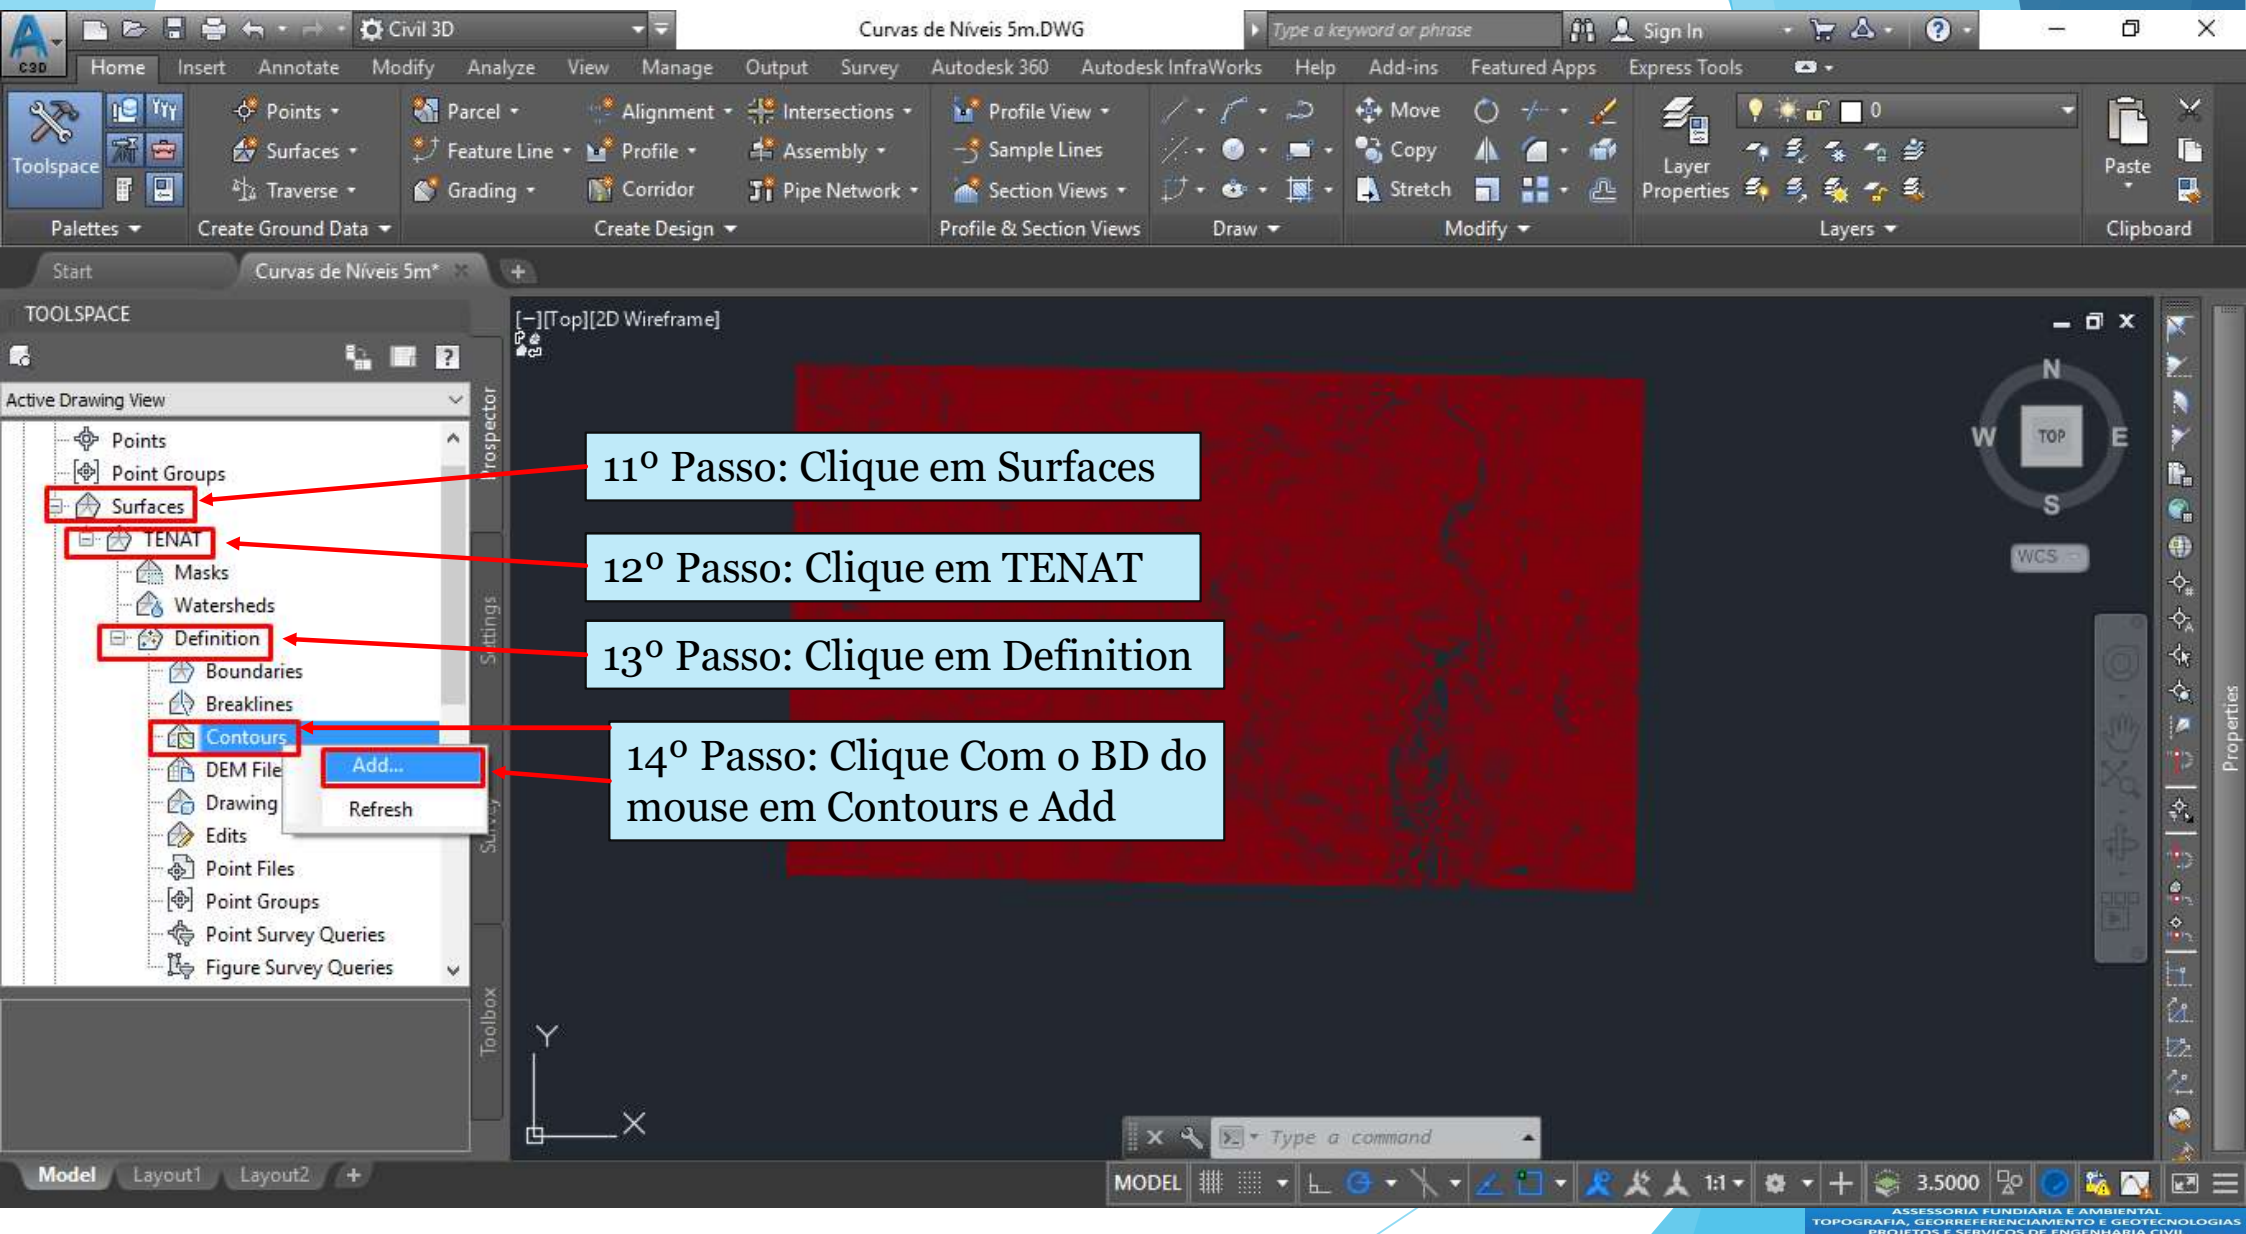 Civil 3D
Curvas de Níveis 5m.DWG
Type a keyword or phrase
Sign In
C3D
Home Insert Annotate Modify Analyze View Manage Output Survey Autodesk 360 Autodesk InfraWorks Help Add-ins Featured Apps Express Tools
Points Parcel Alignment Intersections Profile View Move 0
Toolspace Surfaces Feature Line Profile Assembly Sample Lines Copy Layer Properties Paste
Traverse Grading Corridor Pipe Network Section Views Stretch
Palettes Create Ground Data Create Design Profile & Section Views Draw Modify Layers Clipboard
Start Curvas de Níveis 5m*
TOOLSPACE
[−][Top][2D Wireframe]
Active Drawing View
Prospector
Settings
Survey
Toolbox
Points
Point Groups
Surfaces
TENAT
Masks
Watersheds
Definition
Boundaries
Breaklines
Contours
DEM File
Drawing
Edits
Point Files
Point Groups
Point Survey Queries
Figure Survey Queries
Add...
Refresh
11º Passo: Clique em Surfaces
12º Passo: Clique em TENAT
13º Passo: Clique em Definition
14º Passo: Clique Com o BD do
mouse em Contours e Add
N
W TOP E
S
WCS
Properties
Y
X
Type a command
Model Layout1 Layout2 +
MODEL 1:1 3.5000
ASSESSORIA FUNDIARIA E AMBIENTAL
TOPOGRAFIA, GEORREFERENCIAMENTO E GEOTECNOLOGIAS
PROJETOS E SERVIÇOS DE ENGENHARIA CIVIL